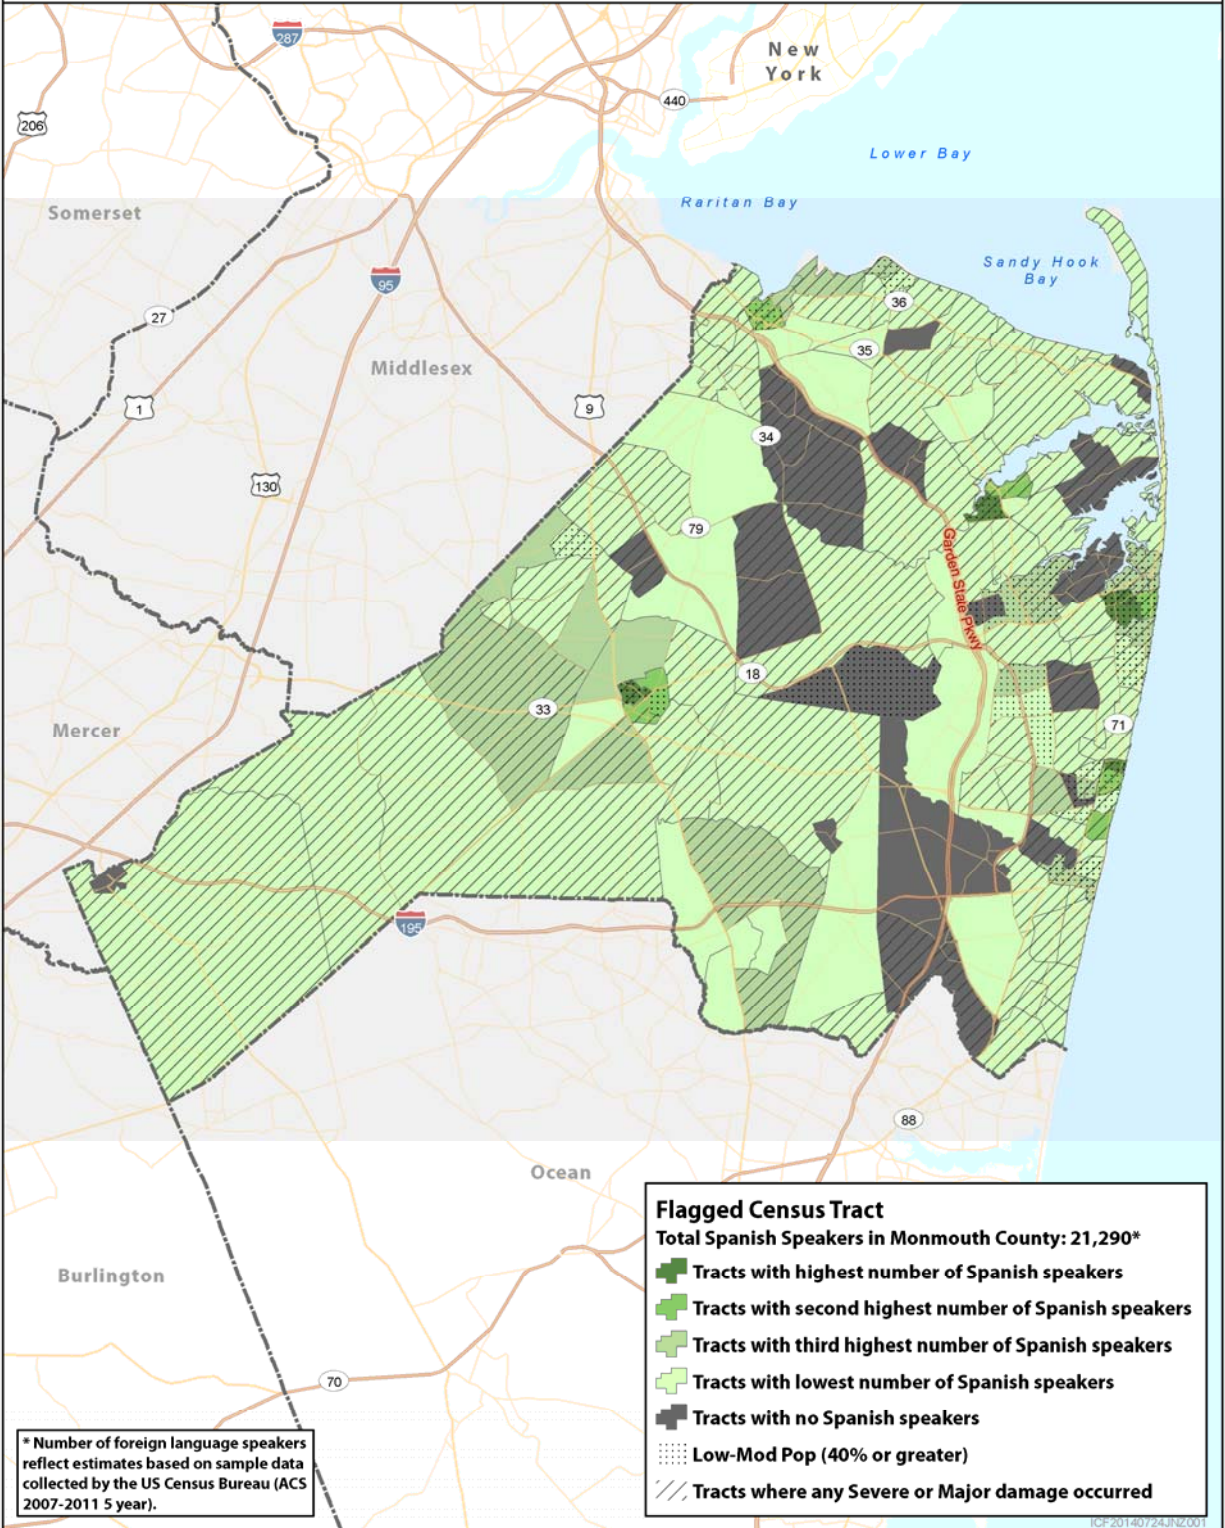 287
New
York
440
206
Lower Bay
Raritan Bay
Somerset
Sandy Hook
Bay
95
36
27
35
Middlesex
1
9
34
130
79
Garden State Pkwy
18
33
Mercer
71
195
88
Ocean
Burlington
70
Flagged Census Tract
Total Spanish Speakers in Monmouth County: 21,290*
Tracts with highest number of Spanish speakers
Tracts with second highest number of Spanish speakers
Tracts with third highest number of Spanish speakers
Tracts with lowest number of Spanish speakers
Tracts with no Spanish speakers
Low-Mod Pop (40% or greater)
Tracts where any Severe or Major damage occurred
* Number of foreign language speakers
reflect estimates based on sample data
collected by the US Census Bureau (ACS
2007-2011 5 year).
ICF20140724JNZ001